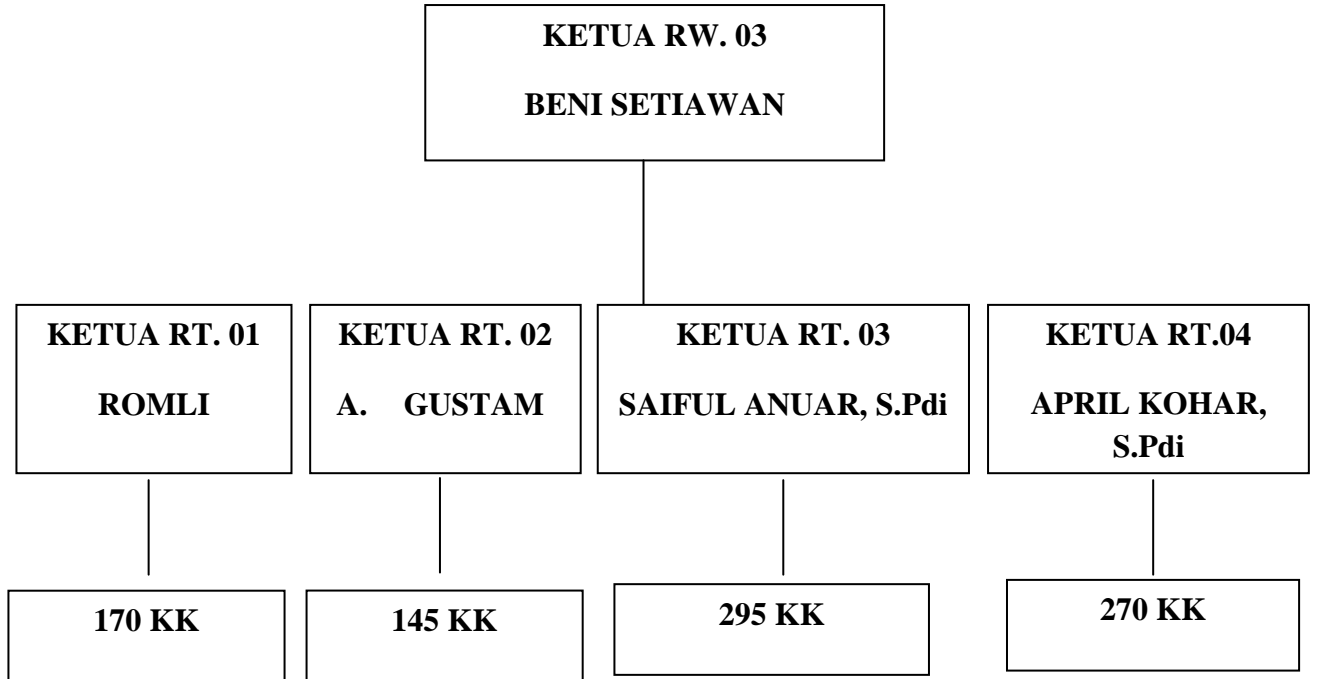 KETUA RW. 03
BENI SETIAWAN
KETUA RT. 01
ROMLI
KETUA RT. 02
A. GUSTAM
KETUA RT. 03
SAIFUL ANUAR, S.Pdi
KETUA RT.04
APRIL KOHAR,
S.Pdi
170 KK
145 KK
295 KK
270 KK